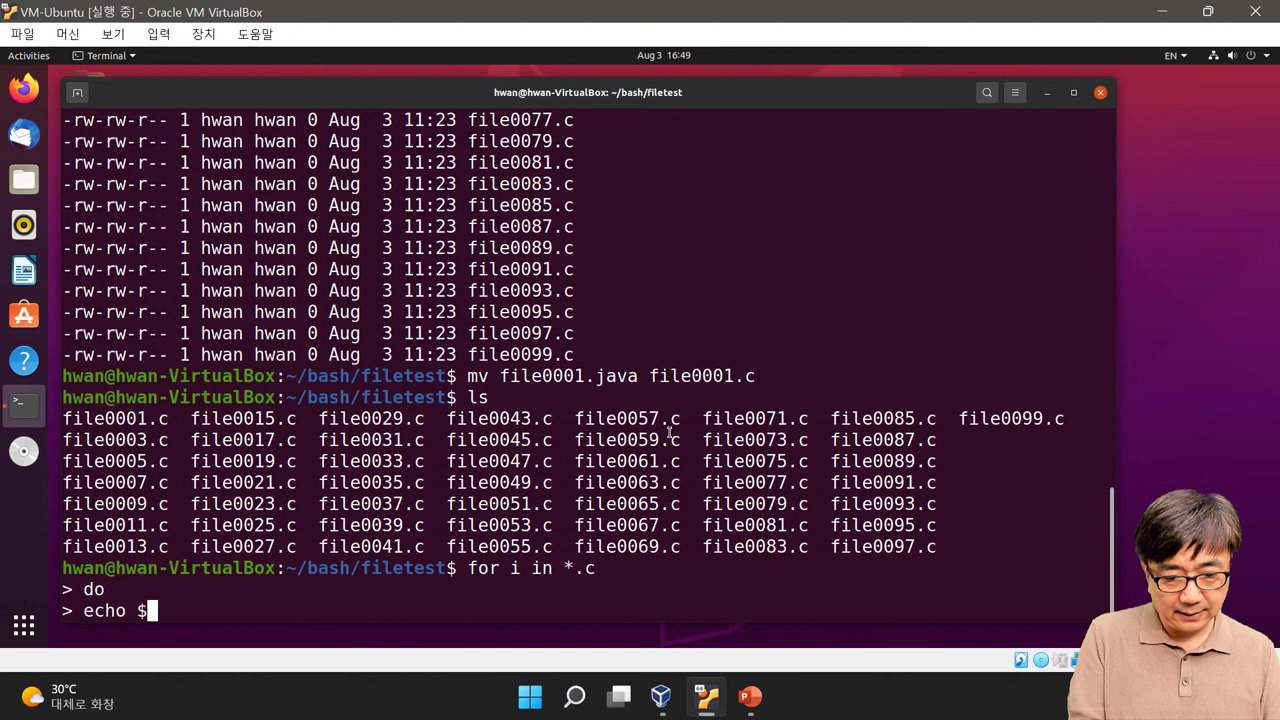 VM-Ubuntu [실행 중] - Oracle VM VirtualBox
파일 머신 보기 입력 장치 도움말
Activities Terminal Aug 3 16:49 EN
hwan@hwan-VirtualBox: ~/bash/filetest
-rw-rw-r-- 1 hwan hwan 0 Aug  3 11:23 file0077.c
-rw-rw-r-- 1 hwan hwan 0 Aug  3 11:23 file0079.c
-rw-rw-r-- 1 hwan hwan 0 Aug  3 11:23 file0081.c
-rw-rw-r-- 1 hwan hwan 0 Aug  3 11:23 file0083.c
-rw-rw-r-- 1 hwan hwan 0 Aug  3 11:23 file0085.c
-rw-rw-r-- 1 hwan hwan 0 Aug  3 11:23 file0087.c
-rw-rw-r-- 1 hwan hwan 0 Aug  3 11:23 file0089.c
-rw-rw-r-- 1 hwan hwan 0 Aug  3 11:23 file0091.c
-rw-rw-r-- 1 hwan hwan 0 Aug  3 11:23 file0093.c
-rw-rw-r-- 1 hwan hwan 0 Aug  3 11:23 file0095.c
-rw-rw-r-- 1 hwan hwan 0 Aug  3 11:23 file0097.c
-rw-rw-r-- 1 hwan hwan 0 Aug  3 11:23 file0099.c
hwan@hwan-VirtualBox:~/bash/filetest$ mv file0001.java file0001.c
hwan@hwan-VirtualBox:~/bash/filetest$ ls
file0001.c  file0015.c  file0029.c  file0043.c  file0057.c  file0071.c  file0085.c  file0099.c
file0003.c  file0017.c  file0031.c  file0045.c  file0059.c  file0073.c  file0087.c
file0005.c  file0019.c  file0033.c  file0047.c  file0061.c  file0075.c  file0089.c
file0007.c  file0021.c  file0035.c  file0049.c  file0063.c  file0077.c  file0091.c
file0009.c  file0023.c  file0037.c  file0051.c  file0065.c  file0079.c  file0093.c
file0011.c  file0025.c  file0039.c  file0053.c  file0067.c  file0081.c  file0095.c
file0013.c  file0027.c  file0041.c  file0055.c  file0069.c  file0083.c  file0097.c
hwan@hwan-VirtualBox:~/bash/filetest$ for i in *.c
> do
> echo $
30°C
대체로 화창